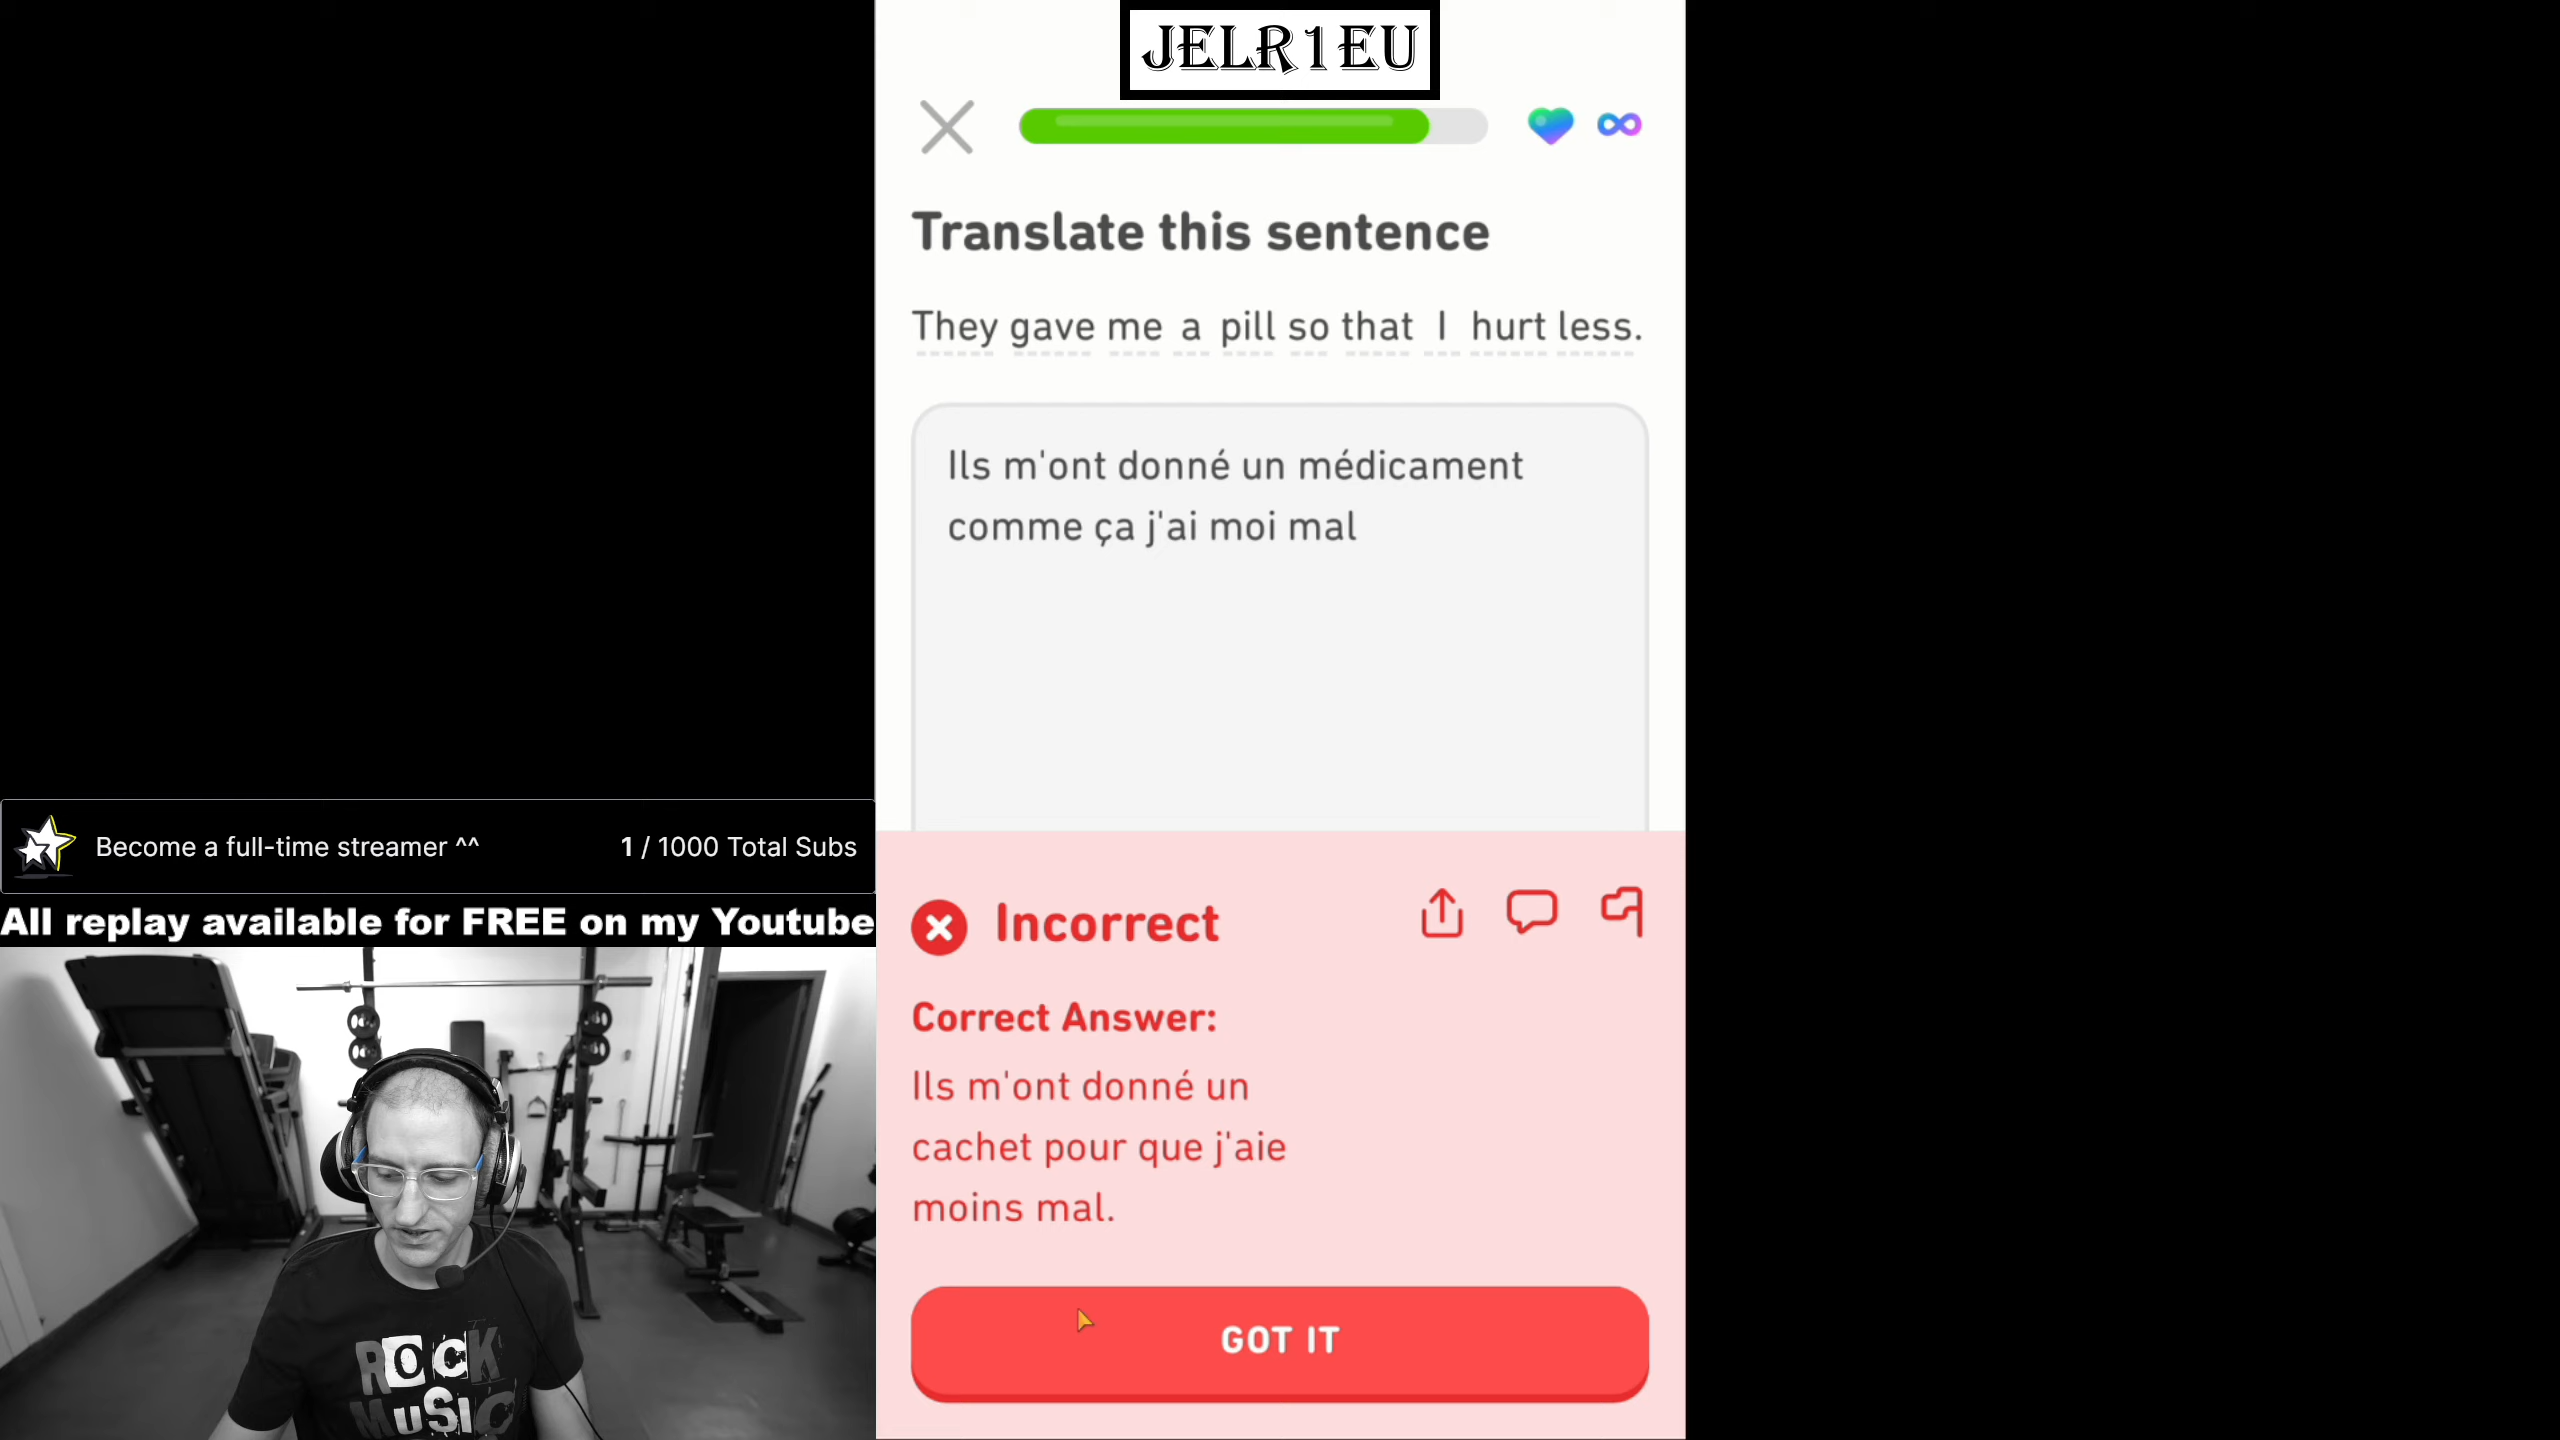 JELR1EU
Translate this sentence
They gave me a pill so that I hurt less.
Ils m'ont donné un médicament
comme ça j'ai moi mal
Become a full-time streamer ^^ 1 / 1000 Total Subs
All replay available for FREE on my Youtube
Incorrect
Correct Answer:
Ils m'ont donné un
cachet pour que j'aie
moins mal.
GOT IT
ROCK
MUSIC